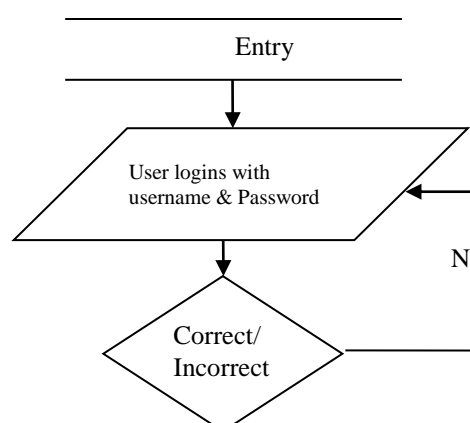 Entry
User logins with
username & Password
N
Correct/
Incorrect